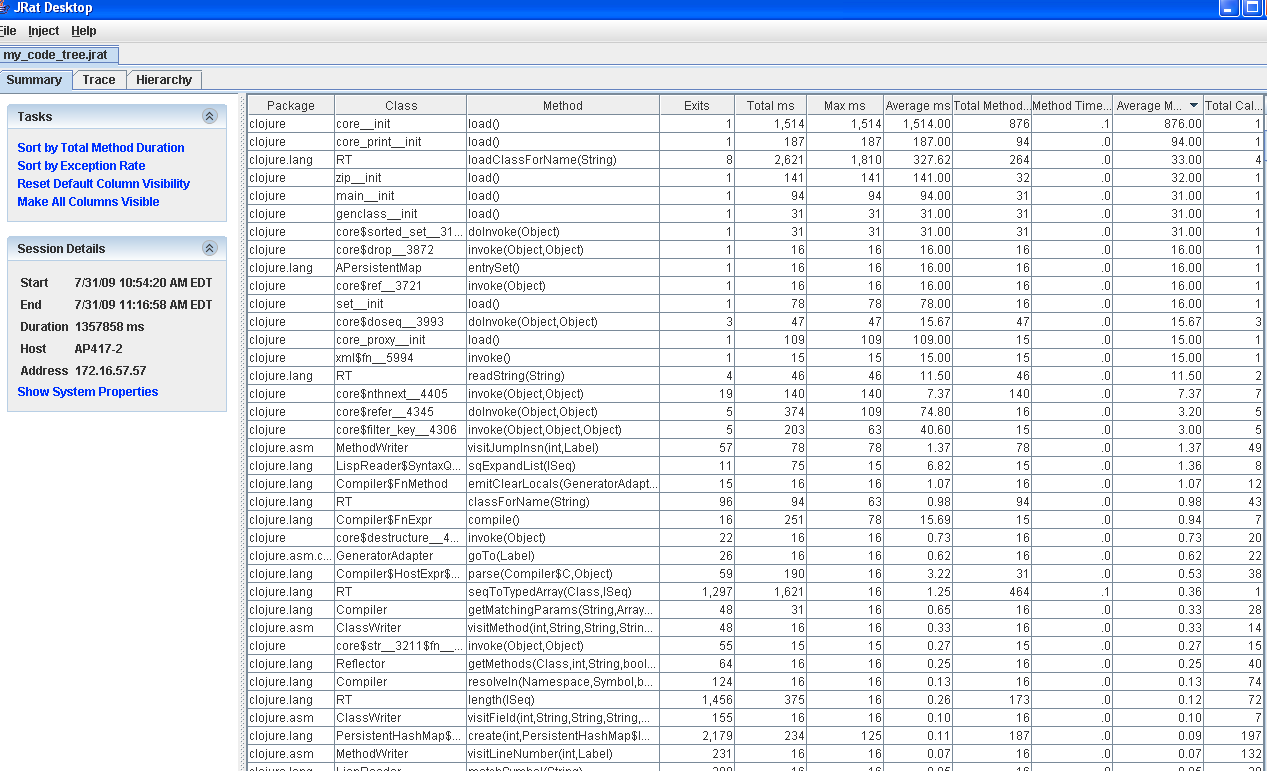 JRat Desktop
File Inject Help
my_code_tree.jrat
Summary Trace Hierarchy
Tasks
Sort by Total Method Duration
Sort by Exception Rate
Reset Default Column Visibility
Make All Columns Visible
Session Details
Start 7/31/09 10:54:20 AM EDT
End 7/31/09 11:16:58 AM EDT
Duration 1357858 ms
Host AP417-2
Address 172.16.57.57
Show System Properties
Package Class Method Exits Total ms Max ms Average ms Total Method... Method Time... Average M... Total Cal...
clojure core__init load() 1 1,514 1,514 1,514.00 876 .1 876.00 1
clojure core_print__init load() 1 187 187 187.00 94 .0 94.00 1
clojure.lang RT loadClassForName(String) 8 2,621 1,810 327.62 264 .0 33.00 4
clojure zip__init load() 1 141 141 141.00 32 .0 32.00 1
clojure main__init load() 1 94 94 94.00 31 .0 31.00 1
clojure genclass__init load() 1 31 31 31.00 31 .0 31.00 1
clojure core$sorted_set__31... doInvoke(Object) 1 31 31 31.00 31 .0 31.00 1
clojure core$drop__3872 invoke(Object,Object) 1 16 16 16.00 16 .0 16.00 1
clojure.lang APersistentMap entrySet() 1 16 16 16.00 16 .0 16.00 1
clojure core$ref__3721 invoke(Object) 1 16 16 16.00 16 .0 16.00 1
clojure set__init load() 1 78 78 78.00 16 .0 16.00 1
clojure core$doseq__3993 doInvoke(Object,Object) 3 47 47 15.67 47 .0 15.67 3
clojure core_proxy__init load() 1 109 109 109.00 15 .0 15.00 1
clojure xml$fn__5994 invoke() 1 15 15 15.00 15 .0 15.00 1
clojure.lang RT readString(String) 4 46 46 11.50 46 .0 11.50 2
clojure core$nthnext__4405 invoke(Object,Object) 19 140 140 7.37 140 .0 7.37 7
clojure core$refer__4345 doInvoke(Object,Object) 5 374 109 74.80 16 .0 3.20 5
clojure core$filter_key__4306 invoke(Object,Object,Object) 5 203 63 40.60 15 .0 3.00 5
clojure.asm MethodWriter visitJumpInsn(int,Label) 57 78 78 1.37 78 .0 1.37 49
clojure.lang LispReader$SyntaxQ... sqExpandList(ISeq) 11 75 15 6.82 15 .0 1.36 8
clojure.lang Compiler$FnMethod emitClearLocals(GeneratorAdapt... 15 16 16 1.07 16 .0 1.07 12
clojure.lang RT classForName(String) 96 94 63 0.98 94 .0 0.98 43
clojure.lang Compiler$FnExpr compile() 16 251 78 15.69 15 .0 0.94 7
clojure core$destructure__4... invoke(Object) 22 16 16 0.73 16 .0 0.73 20
clojure.asm.c... GeneratorAdapter goTo(Label) 26 16 16 0.62 16 .0 0.62 22
clojure.lang Compiler$HostExpr$... parse(Compiler$C,Object) 59 190 16 3.22 31 .0 0.53 38
clojure.lang RT seqToTypedArray(Class,ISeq) 1,297 1,621 16 1.25 464 .1 0.36 1
clojure.lang Compiler getMatchingParams(String,Array... 48 31 16 0.65 16 .0 0.33 28
clojure.asm ClassWriter visitMethod(int,String,String,Strin... 48 16 16 0.33 16 .0 0.33 14
clojure core$str__3211$fn__... invoke(Object,Object) 55 15 15 0.27 15 .0 0.27 15
clojure.lang Reflector getMethods(Class,int,String,bool... 64 16 16 0.25 16 .0 0.25 40
clojure.lang Compiler resolveIn(Namespace,Symbol,b... 124 16 16 0.13 16 .0 0.13 74
clojure.lang RT length(ISeq) 1,456 375 16 0.26 173 .0 0.12 72
clojure.asm ClassWriter visitField(int,String,String,String,... 155 16 16 0.10 16 .0 0.10 7
clojure.lang PersistentHashMap$... create(int,PersistentHashMap$I... 2,179 234 125 0.11 187 .0 0.09 197
clojure.asm MethodWriter visitLineNumber(int,Label) 231 16 16 0.07 16 .0 0.07 132